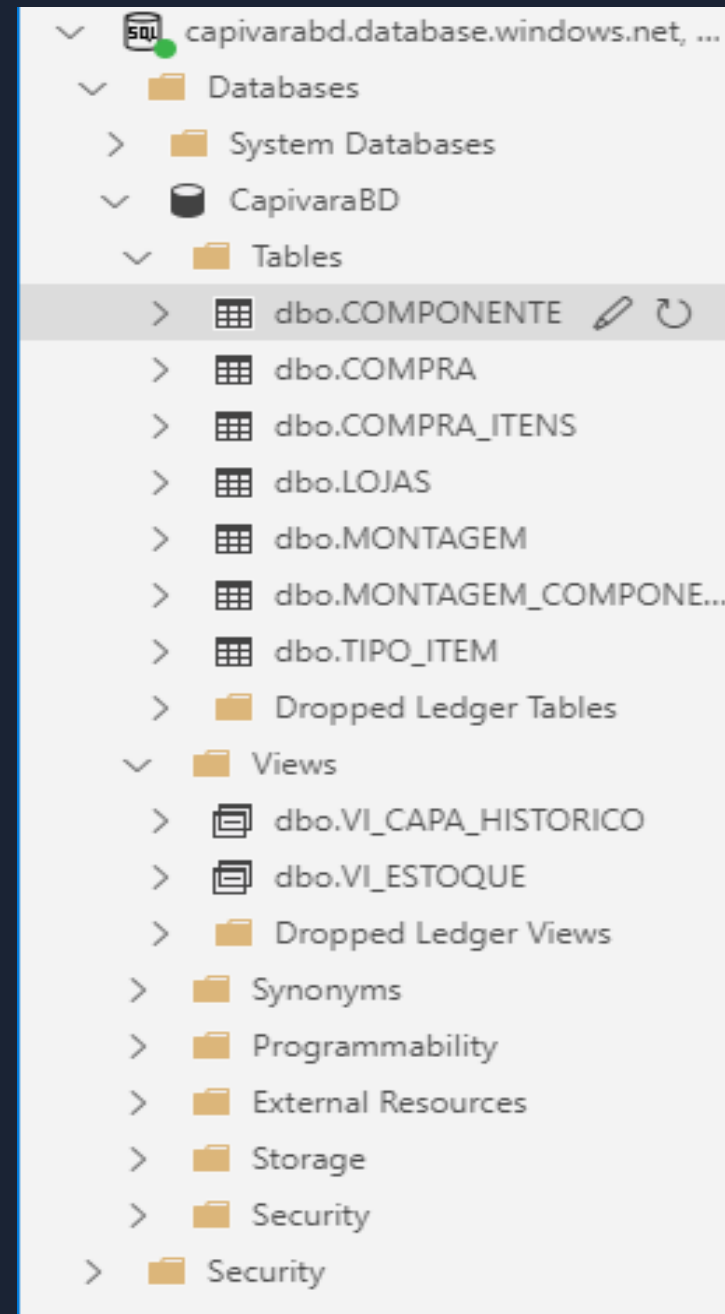 SQL capivarabd.database.windows.net, ...
Databases
System Databases
CapivaraBD
Tables
dbo.COMPONENTE
dbo.COMPRA
dbo.COMPRA_ITENS
dbo.LOJAS
dbo.MONTAGEM
dbo.MONTAGEM_COMPONE...
dbo.TIPO_ITEM
Dropped Ledger Tables
Views
dbo.VI_CAPA_HISTORICO
dbo.VI_ESTOQUE
Dropped Ledger Views
Synonyms
Programmability
External Resources
Storage
Security
Security